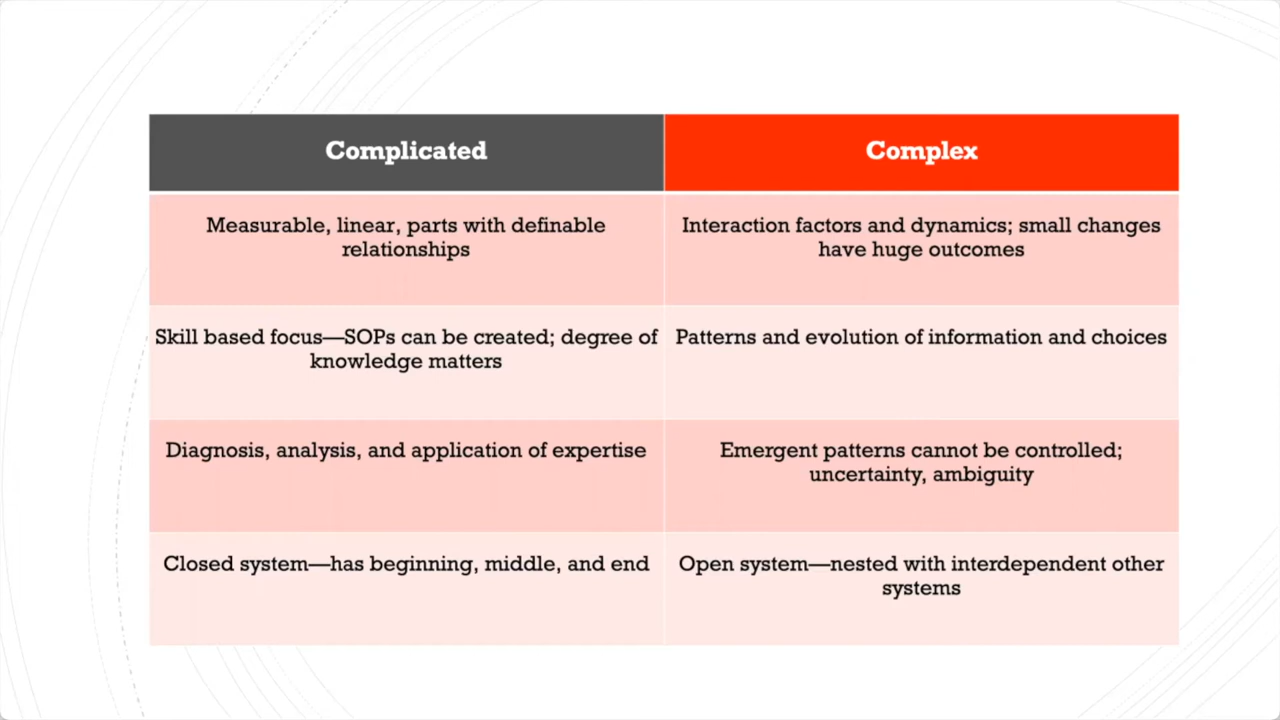 Complicated
Complex
Measurable, linear, parts with definable
relationships
Interaction factors and dynamics; small changes
have huge outcomes
Skill based focus—SOPs can be created; degree of
knowledge matters
Patterns and evolution of information and choices
Diagnosis, analysis, and application of expertise
Emergent patterns cannot be controlled;
uncertainty, ambiguity
Closed system—has beginning, middle, and end
Open system—nested with interdependent other
systems